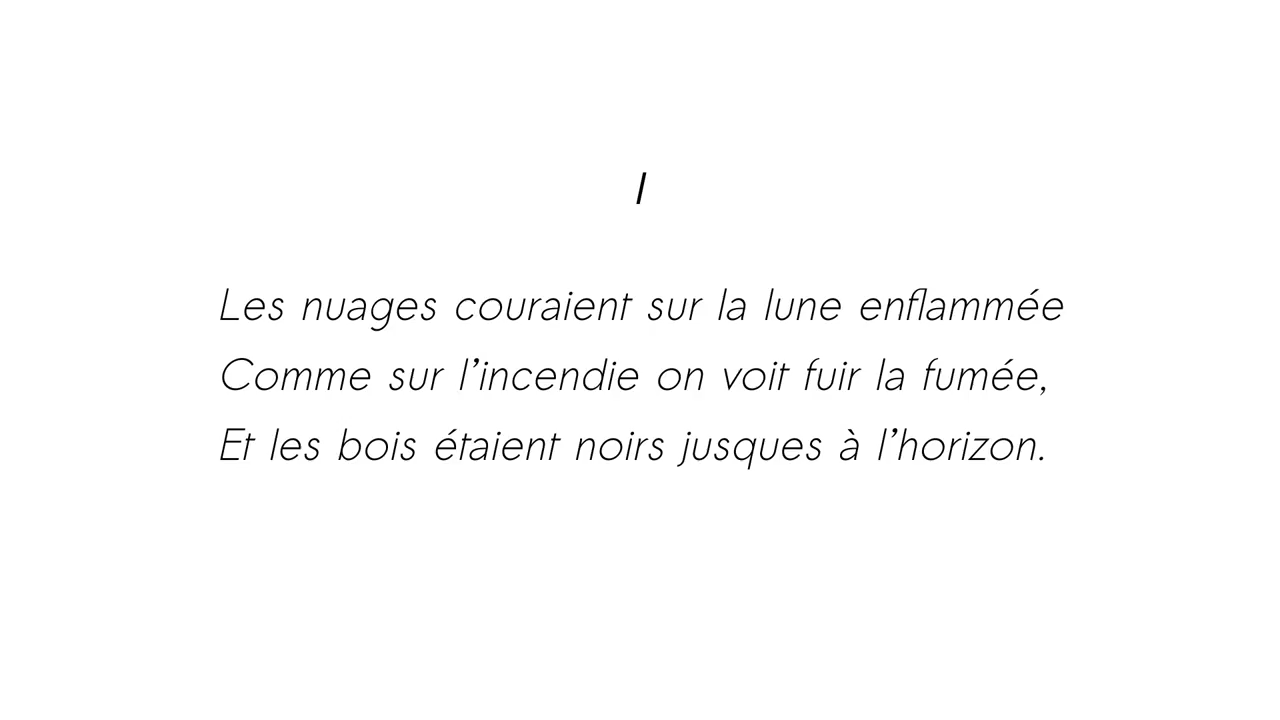 I
Les nuages couraient sur la lune enflammée
Comme sur l’incendie on voit fuir la fumée,
Et les bois étaient noirs jusques à l’horizon.